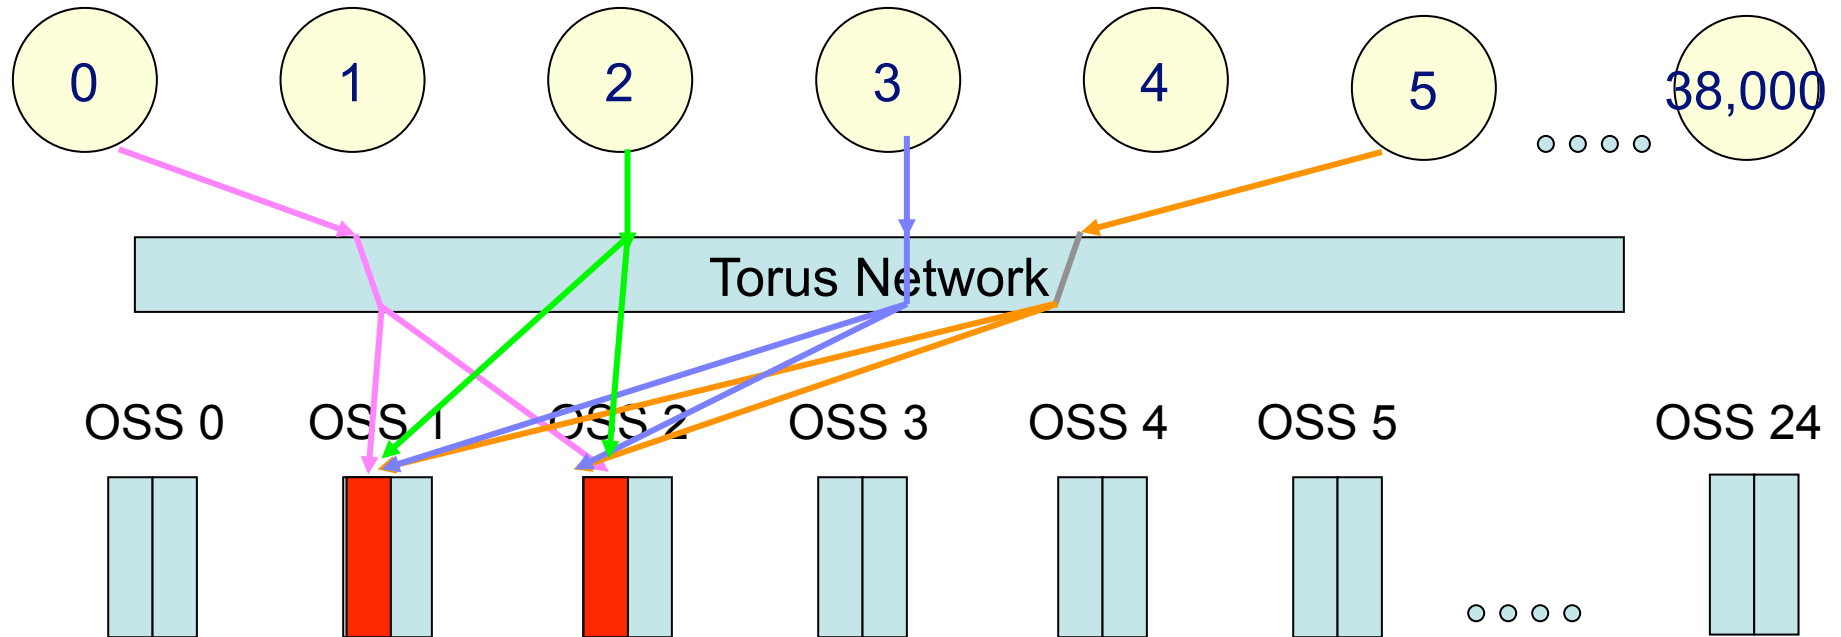 0 1 2 3 4 5 38,000
Torus Network
OSS 0 OSS 1 OSS 2 OSS 3 OSS 4 OSS 5 OSS 24